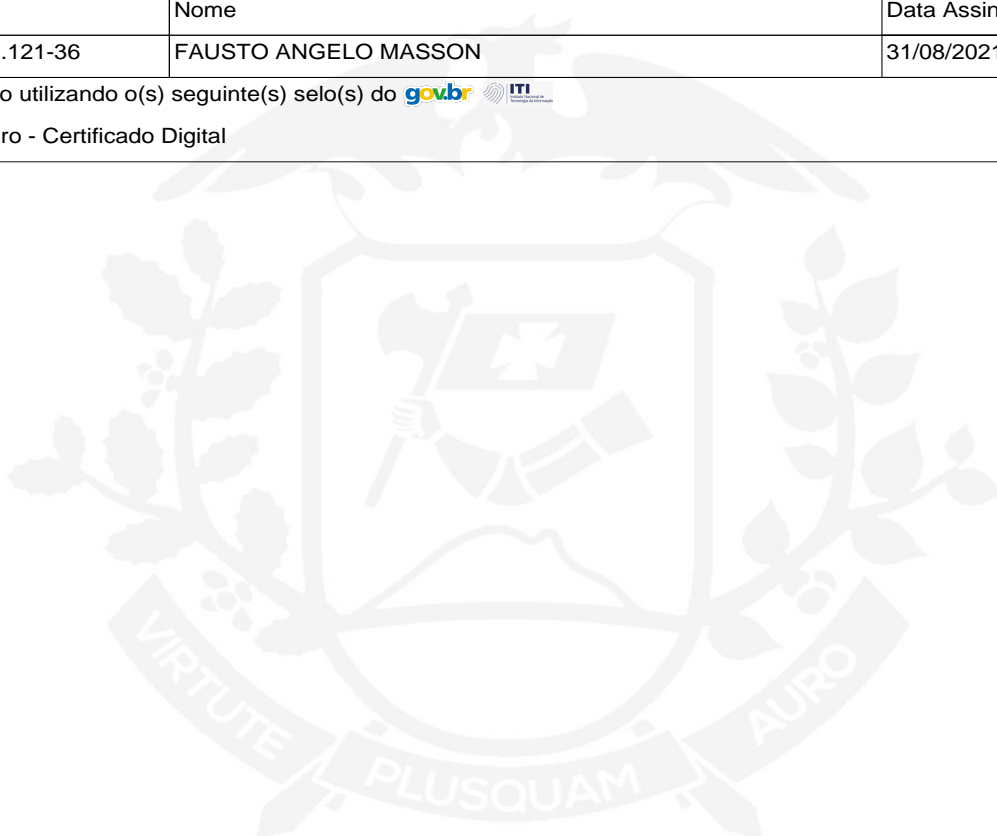 Nome Data Assin
.121-36 FAUSTO ANGELO MASSON 31/08/2021
o utilizando o(s) seguinte(s) selo(s) do gov.br ITI
ro - Certificado Digital
VIRTUTE PLUSQUAM AURO